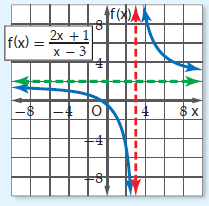 f(x)
8
f(x) = 2x + 1
x − 3
4
−8 −4 O 4 8 x
−4
−8